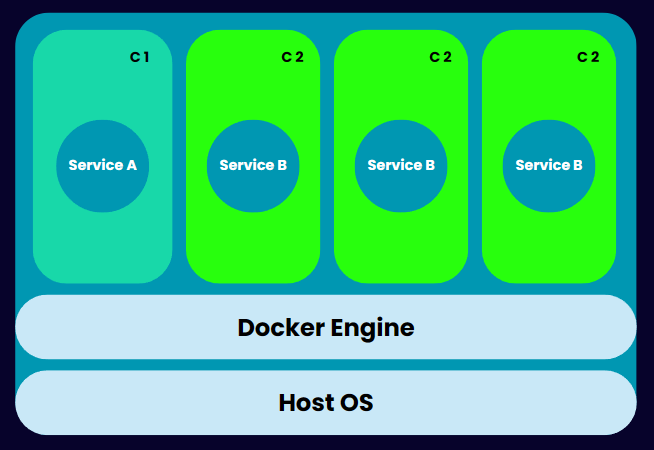 C 1
C 2
C 2
C 2
Service A
Service B
Service B
Service B
Docker Engine
Host OS